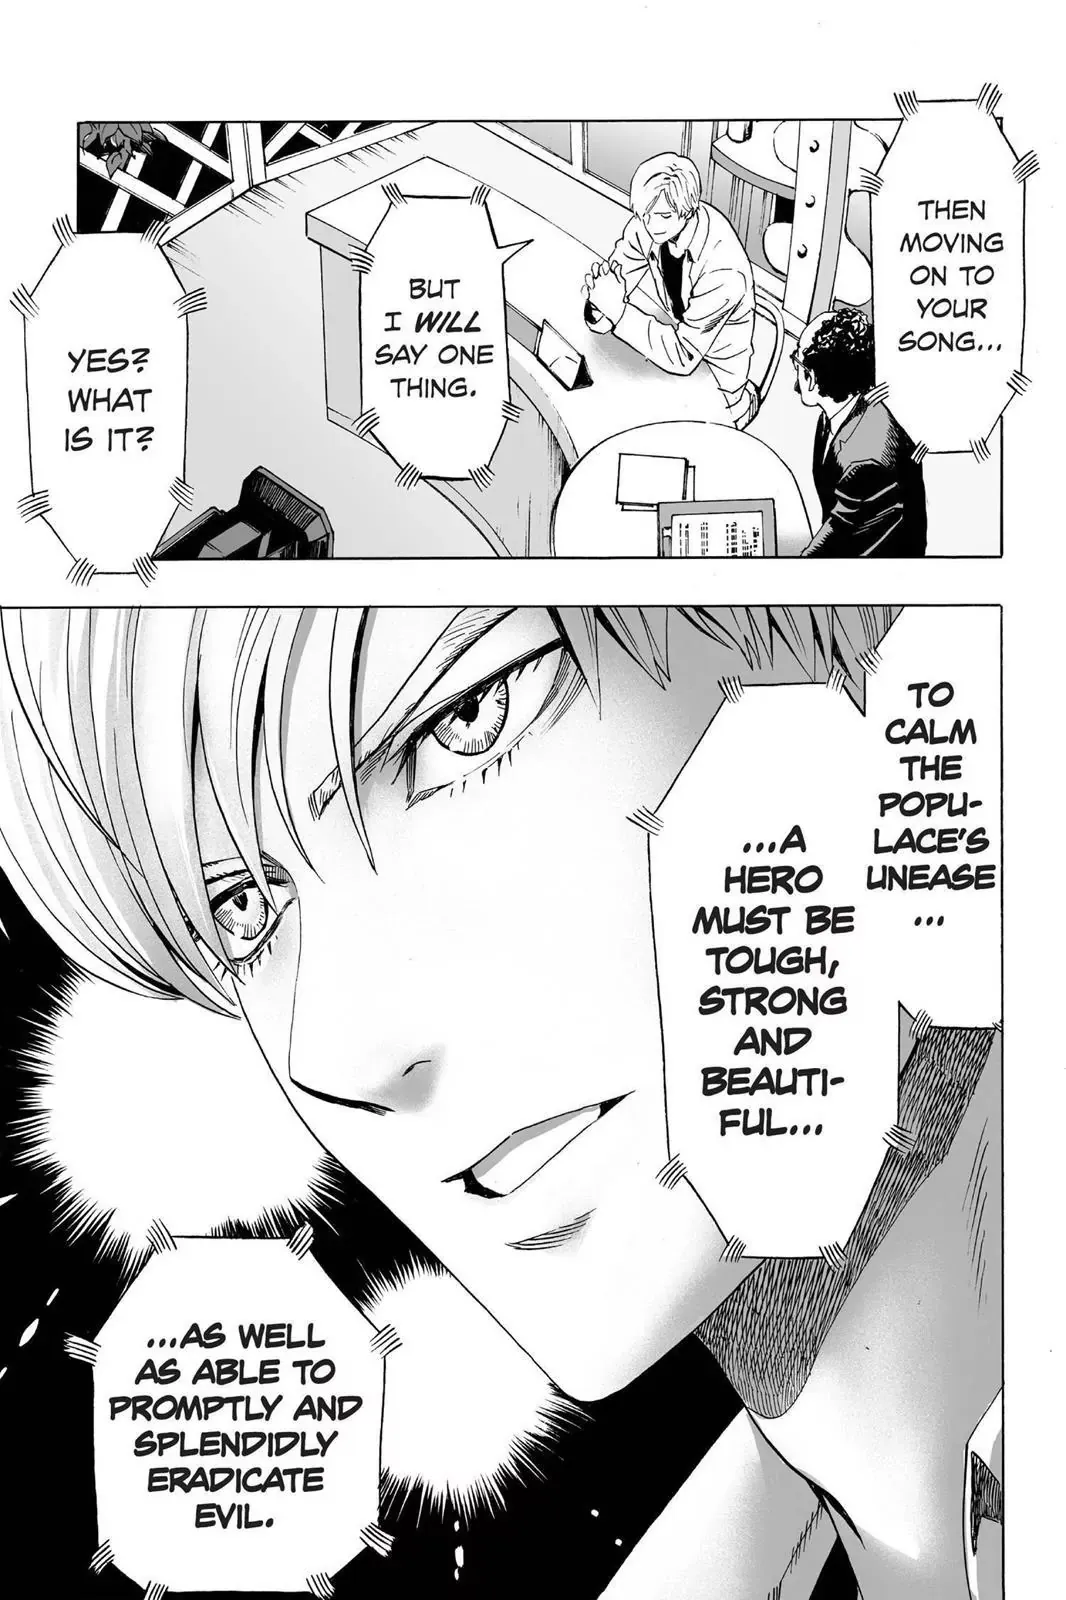 THEN
MOVING
ON TO
YOUR
SONG...
BUT
I WILL
SAY ONE
THING.
YES?
WHAT
IS IT?
TO
CALM
THE
POPU-
LACE'S
UNEASE
...
...A
HERO
MUST BE
TOUGH,
STRONG
AND
BEAUTI-
FUL...
...AS WELL
AS ABLE TO
PROMPTLY AND
SPLENDIDLY
ERADICATE
EVIL.